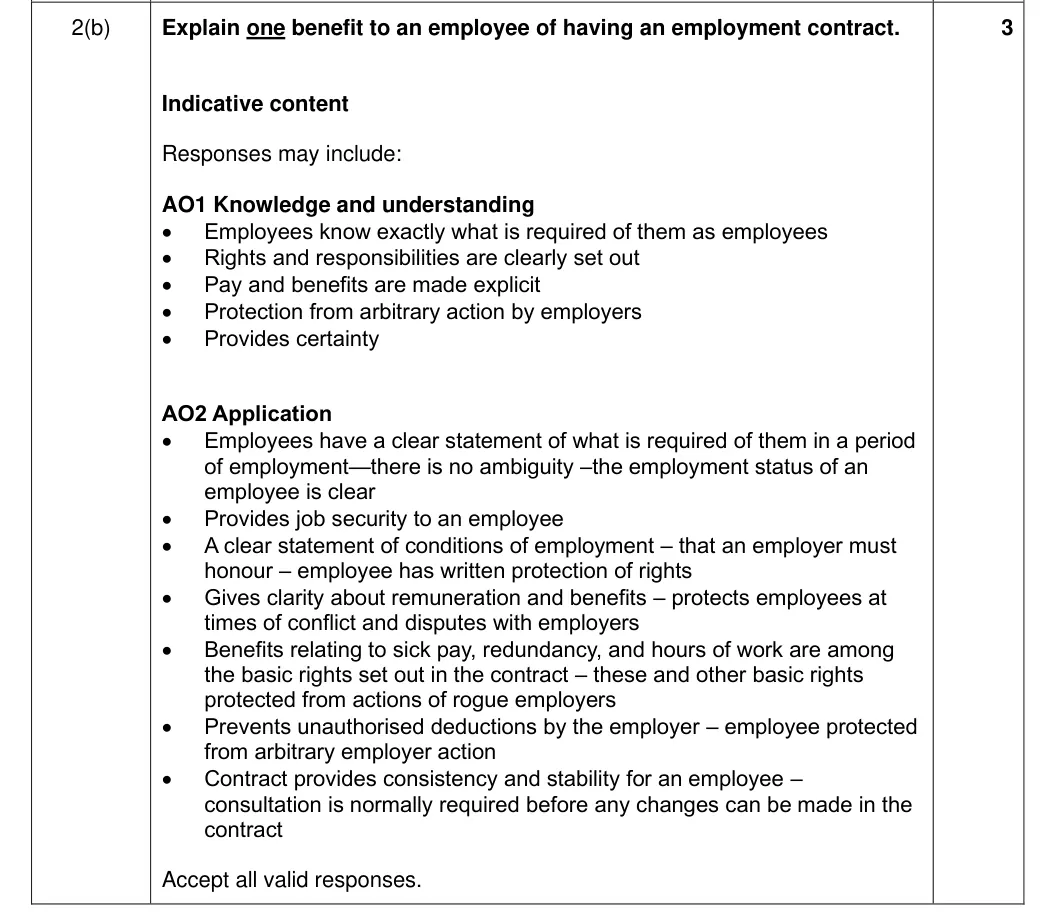 2(b) Explain one benefit to an employee of having an employment contract. 3
Indicative content
Responses may include:
AO1 Knowledge and understanding
• Employees know exactly what is required of them as employees
• Rights and responsibilities are clearly set out
• Pay and benefits are made explicit
• Protection from arbitrary action by employers
• Provides certainty
AO2 Application
• Employees have a clear statement of what is required of them in a period
of employment—there is no ambiguity –the employment status of an
employee is clear
• Provides job security to an employee
• A clear statement of conditions of employment – that an employer must
honour – employee has written protection of rights
• Gives clarity about remuneration and benefits – protects employees at
times of conflict and disputes with employers
• Benefits relating to sick pay, redundancy, and hours of work are among
the basic rights set out in the contract – these and other basic rights
protected from actions of rogue employers
• Prevents unauthorised deductions by the employer – employee protected
from arbitrary employer action
• Contract provides consistency and stability for an employee –
consultation is normally required before any changes can be made in the
contract
Accept all valid responses.